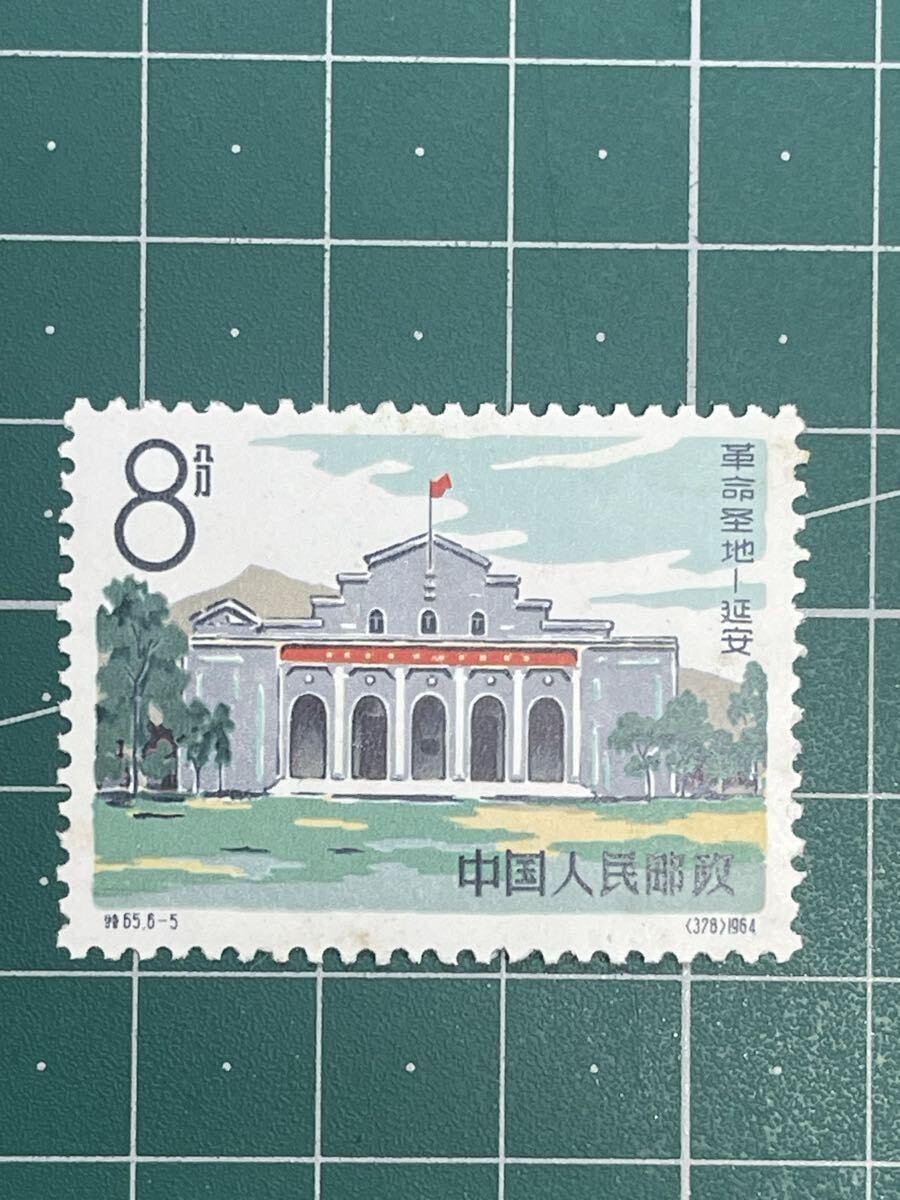 8分
革命圣地—延安
中国人民邮政
特65.6-5
〈378〉1964